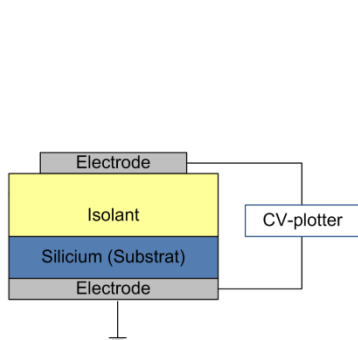 Electrode
Isolant
CV-plotter
Silicium (Substrat)
Electrode